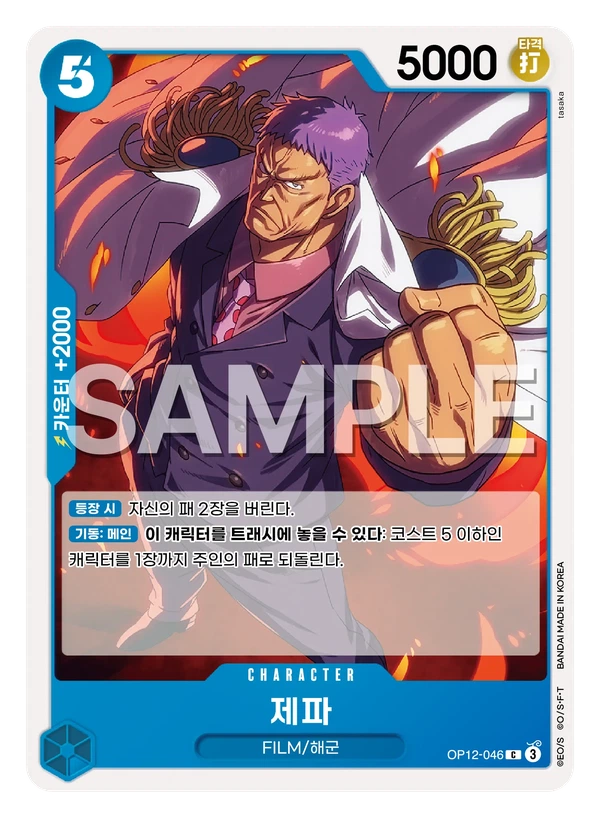 5
5000
타격
打
tasaka
카운터 +2000
SAMPLE
등장 시 자신의 패 2장을 버린다.
기동: 메인 이 캐릭터를 트래시에 놓을 수 있다: 코스트 5 이하인
캐릭터를 1장까지 주인의 패로 되돌린다.
CHARACTER
제파
FILM/해군
OP12-046 C 3
©EO/S ©O/S·F·T BANDAI MADE IN KOREA